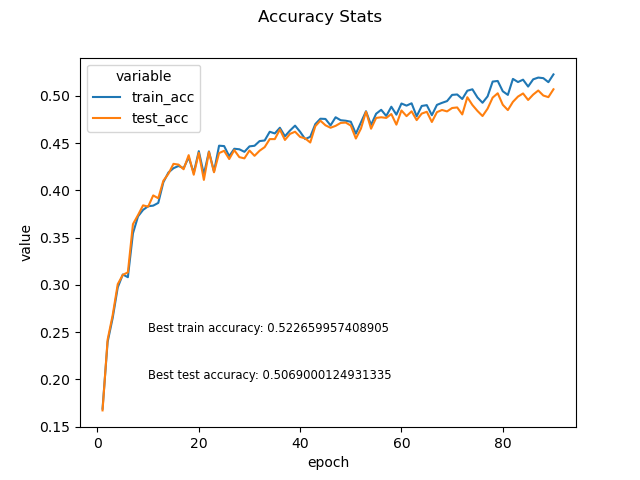 Accuracy Stats
variable
train_acc
test_acc
value
0.50
0.45
0.40
0.35
0.30
0.25
0.20
0.15
Best train accuracy: 0.522659957408905
Best test accuracy: 0.5069000124931335
0 20 40 60 80
epoch